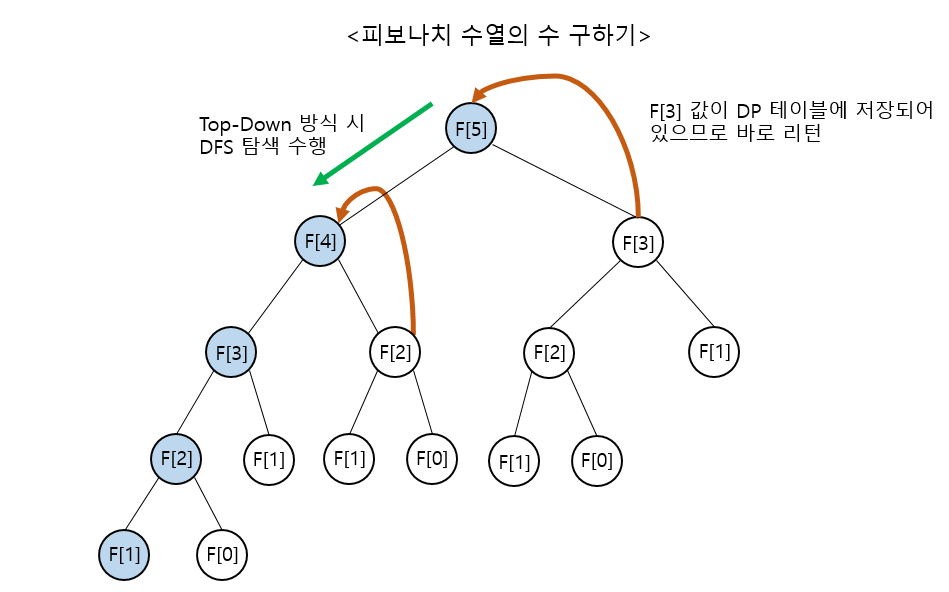 <피보나치 수열의 수 구하기>
Top-Down 방식 시
DFS 탐색 수행
F[3] 값이 DP 테이블에 저장되어
있으므로 바로 리턴
F[5]
F[4]
F[3]
F[3]
F[2]
F[2]
F[1]
F[2]
F[1]
F[1]
F[0]
F[1]
F[0]
F[1]
F[0]